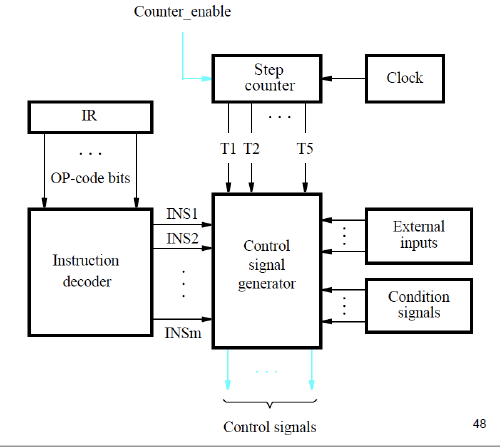 Counter_enable
Step
counter
Clock
IR
. . .
. . .
T1 T2 T5
OP-code bits
INS1
External
inputs
INS2
Control
signal
generator
Instruction
decoder
Condition
signals
INSm
. . .
Control signals
48